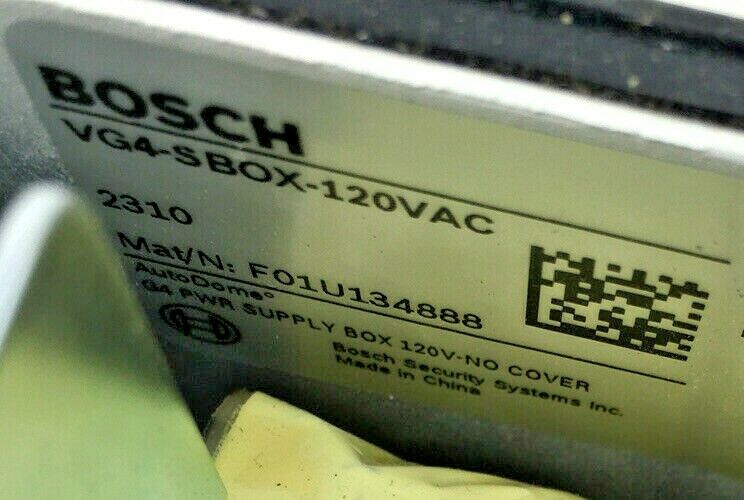 BOSCH
VG4-SBOX-120VAC
2310
Mat/N: F01U134888
AutoDome®
G4 PWR SUPPLY BOX 120V-NO COVER
Bosch Security Systems Inc.
Made in China